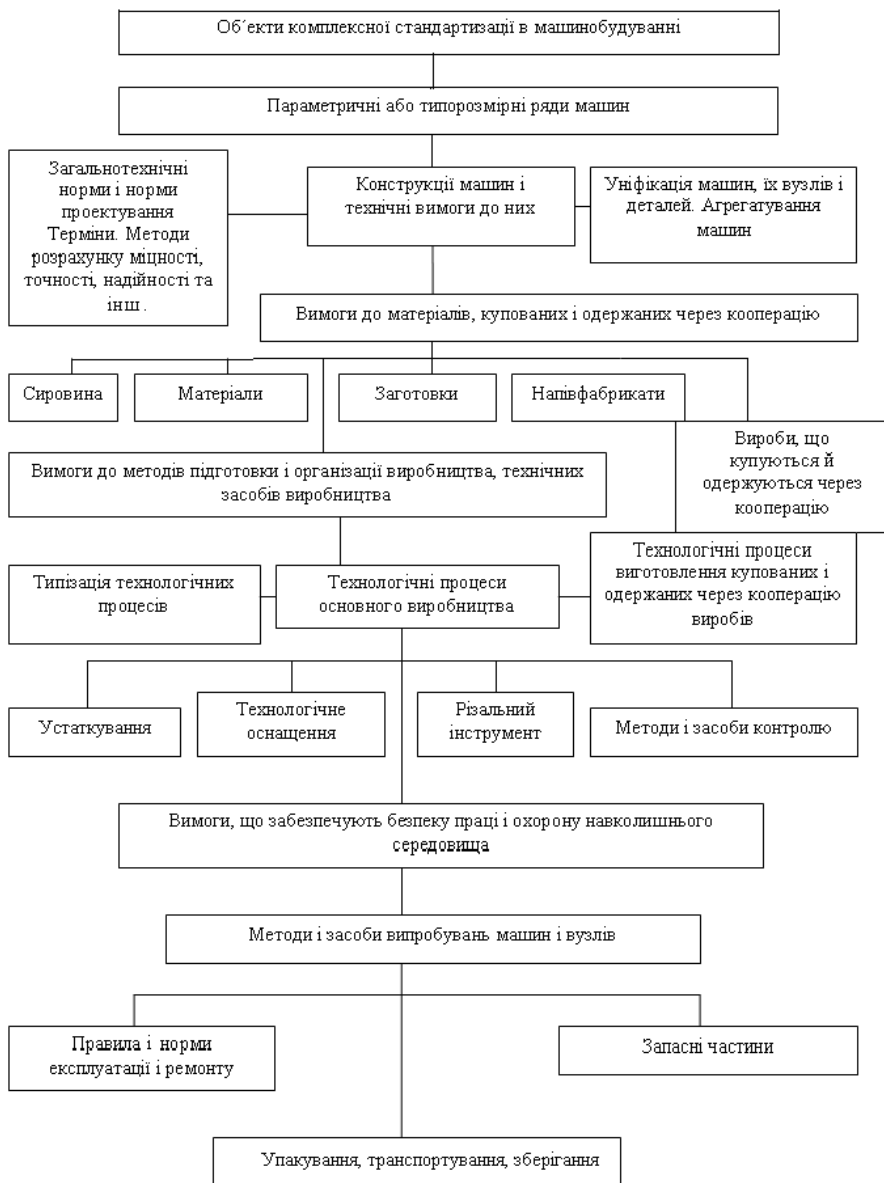 Об´екти комплексної стандартизації в машинобудуванні
Параметричні або типорозмірні ряди машин
Загальнотехнічні
норми і норми
проектування
Терміни. Методи
розрахунку міцності,
точності, надійності та
інш.
Конструкції машин і
технічні вимоги до них
Уніфікація машин, їх вузлів і
деталей. Агрегатування
машин
Вимоги до матеріалів, купованих і одержаних через кооперацію
Сировина
Матеріали
Заготовки
Напівфабрикати
Вироби, що
купуються й
одержуються через
кооперацію
Вимоги до методів підготовки і організації виробництва, технічних
засобів виробництва
Типізація технологічних
процесів
Технологічні процеси
основного виробництва
Технологічні процеси
виготовлення купованих і
одержаних через кооперацію
виробів
Устаткування
Технологічне
оснащення
Різальний
інструмент
Методи і засоби контролю
Вимоги, що забезпечують безпеку праці і охорону навколишнього
середовища
Методи і засоби випробувань машин і вузлів
Правила і норми
експлуатації і ремонту
Запасні частини
Упакування, транспортування, зберігання